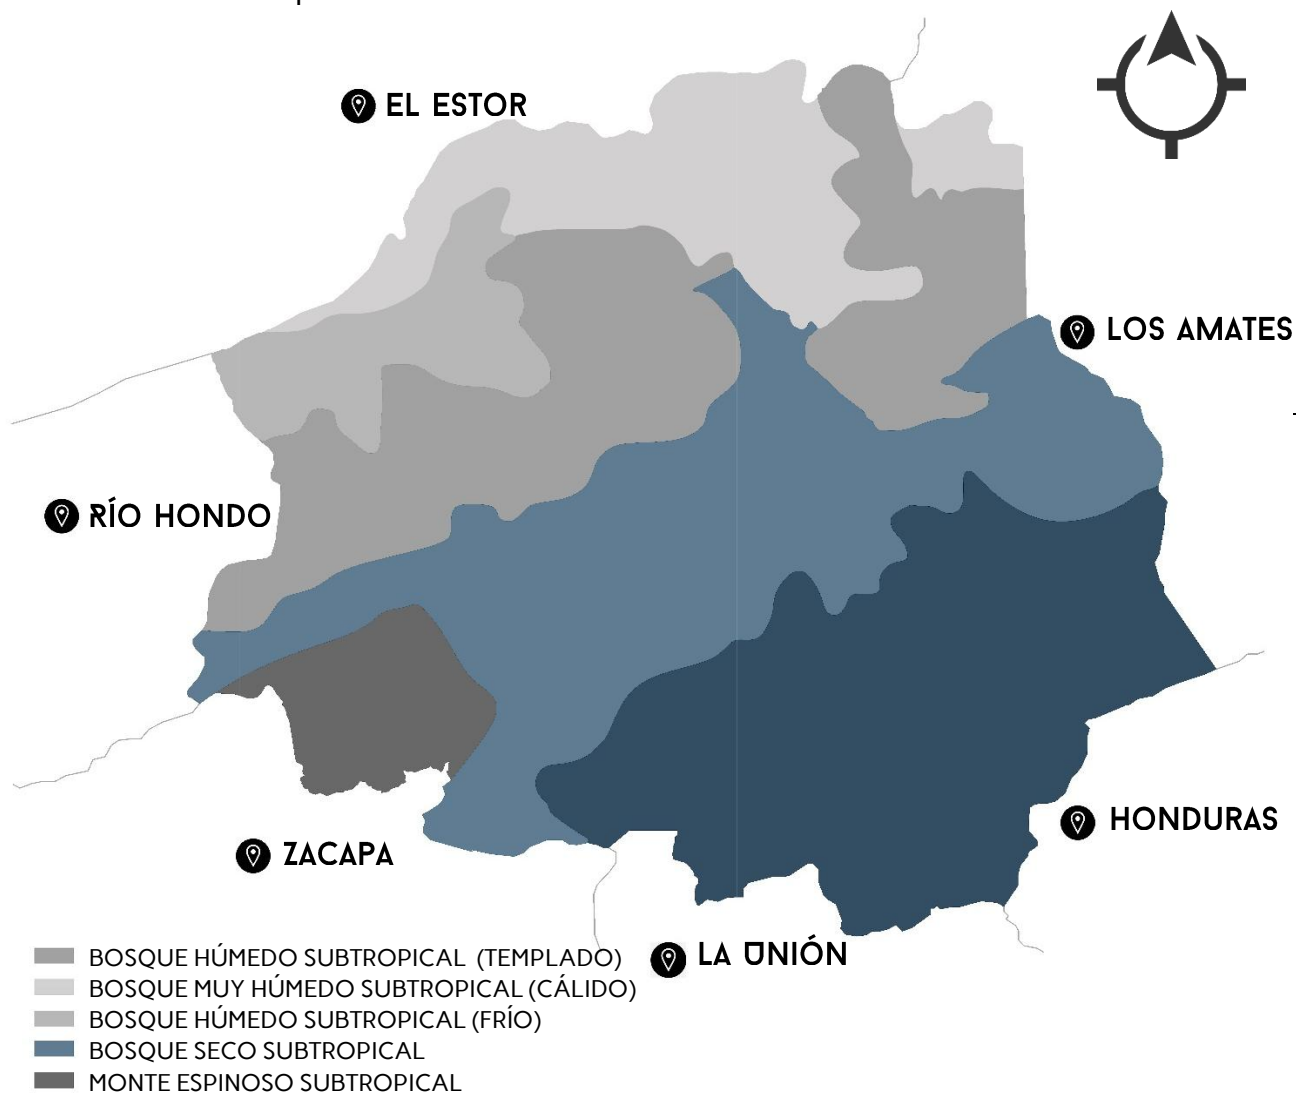 EL ESTOR
LOS AMATES
RÍO HONDO
HONDURAS
ZACAPA
LA UNIÓN
BOSQUE HÚMEDO SUBTROPICAL (TEMPLADO)
BOSQUE MUY HÚMEDO SUBTROPICAL (CÁLIDO)
BOSQUE HÚMEDO SUBTROPICAL (FRÍO)
BOSQUE SECO SUBTROPICAL
MONTE ESPINOSO SUBTROPICAL